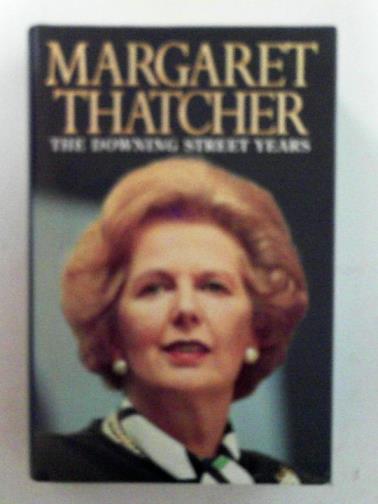 MARGARET
THATCHER
THE DOWNING STREET YEARS